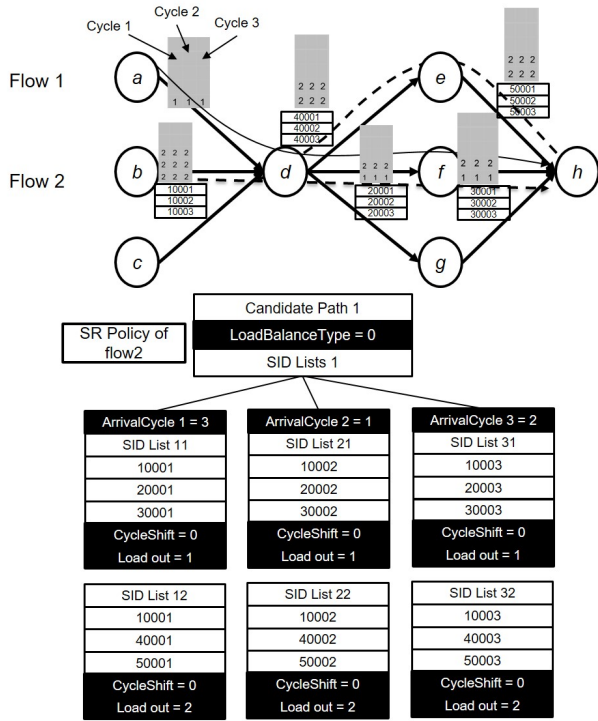 Cycle 2
Cycle 1
Cycle 3
Flow 1
a
1 1 1
2 2 2
2 2 2
40001
40002
40003
e
2 2 2
2 2 2
50001
50002
50003
Flow 2
b
2 2 2
2 2 2
2 2 2
10001
10002
10003
d
2 2 2
1 1 1
20001
20002
20003
f
2 2 2
1 1 1
30001
30002
30003
h
c
g
SR Policy of
flow2
Candidate Path 1
LoadBalanceType = 0
SID Lists 1
ArrivalCycle 1 = 3
SID List 11
10001
20001
30001
CycleShift = 0
Load out = 1
ArrivalCycle 2 = 1
SID List 21
10002
20002
30002
CycleShift = 0
Load out = 1
ArrivalCycle 3 = 2
SID List 31
10003
20003
30003
CycleShift = 0
Load out = 1
SID List 12
10001
40001
50001
CycleShift = 0
Load out = 2
SID List 22
10002
40002
50002
CycleShift = 0
Load out = 2
SID List 32
10003
40003
50003
CycleShift = 0
Load out = 2